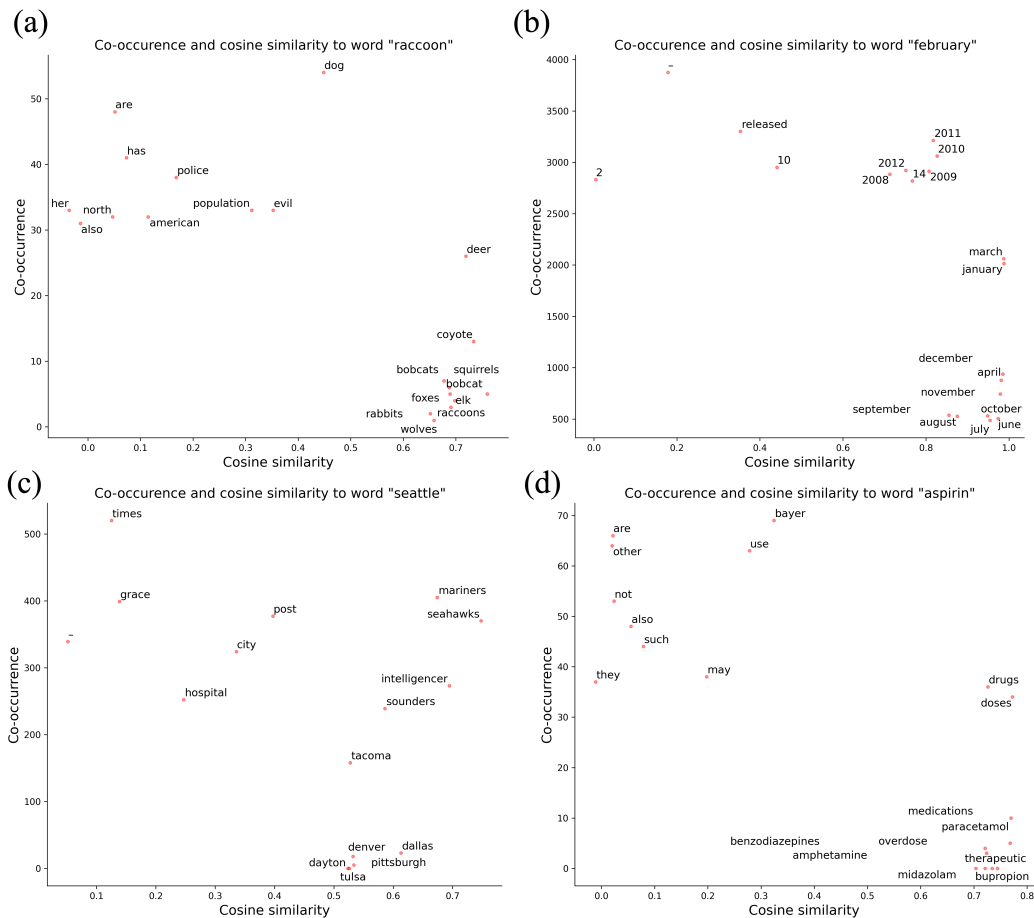 (a)
Co-occurence and cosine similarity to word "raccoon"
Co-occurrence
50
40
30
20
10
0
dog
are
has
police
her
north
population
evil
also
american
deer
coyote
bobcats
squirrels
bobcat
foxes
elk
rabbits
raccoons
wolves
0.0 0.1 0.2 0.3 0.4 0.5 0.6 0.7
Cosine similarity
(b)
Co-occurence and cosine similarity to word "february"
Co-occurrence
4000
3500
3000
2500
2000
1500
1000
500
–
released
2011
10
2010
2012
2
2008
14
2009
march
january
december
april
november
september
october
august
july
june
0.0 0.2 0.4 0.6 0.8 1.0
Cosine similarity
(c)
Co-occurence and cosine similarity to word "seattle"
Co-occurrence
500
400
300
200
100
0
times
grace
mariners
post
seahawks
–
city
intelligencer
hospital
sounders
tacoma
denver
dallas
dayton
pittsburgh
tulsa
0.1 0.2 0.3 0.4 0.5 0.6 0.7
Cosine similarity
(d)
Co-occurence and cosine similarity to word "aspirin"
Co-occurrence
70
60
50
40
30
20
10
0
bayer
are
use
other
not
also
such
they
may
drugs
doses
medications
paracetamol
benzodiazepines
overdose
amphetamine
therapeutic
midazolam
bupropion
0.0 0.1 0.2 0.3 0.4 0.5 0.6 0.7 0.8
Cosine similarity